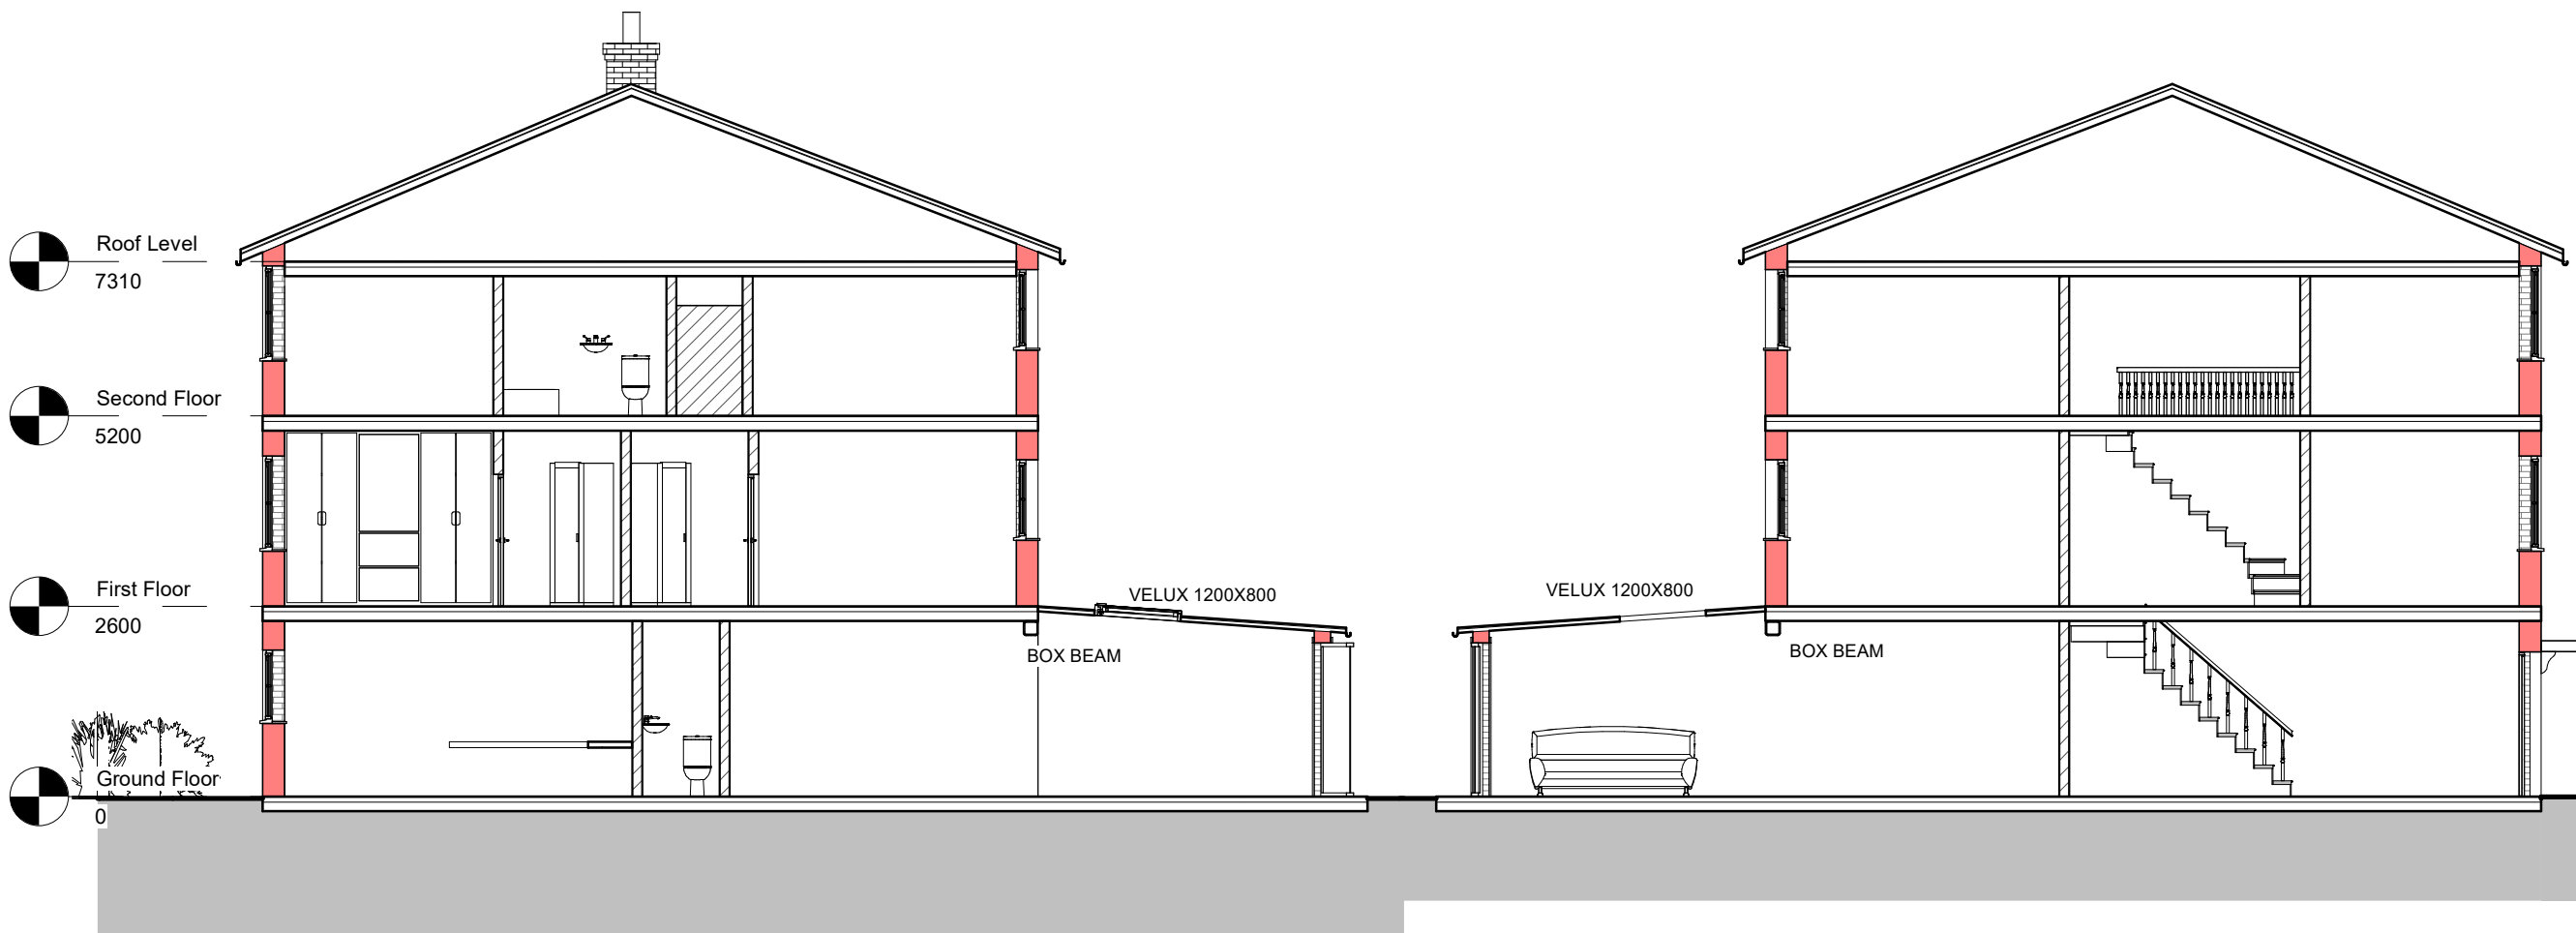 Roof Level
7310
Second Floor
5200
First Floor
2600
Ground Floor
0
VELUX 1200X800
BOX BEAM
VELUX 1200X800
BOX BEAM